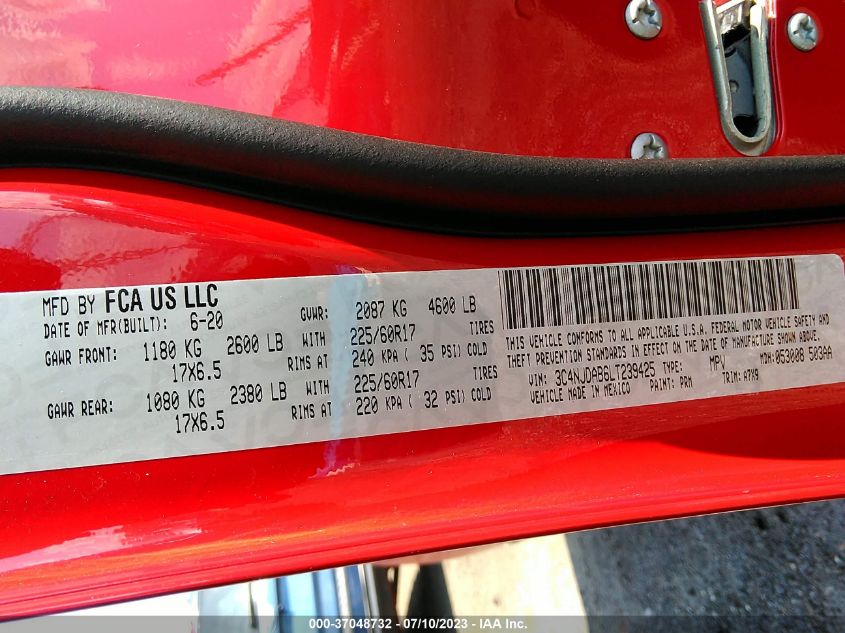 MFD BY FCA US LLC
DATE OF MFR(BUILT): 6-20
GVWR: 2087 KG 4600 LB
GAWR FRONT: 1180 KG 2600 LB WITH 225/60R17 TIRES
17X6.5 RIMS AT 240 KPA ( 35 PSI) COLD
GAWR REAR: 1080 KG 2380 LB WITH 225/60R17 TIRES
17X6.5 RIMS AT 220 KPA ( 32 PSI) COLD
THIS VEHICLE CONFORMS TO ALL APPLICABLE U.S.A. FEDERAL MOTOR VEHICLE SAFETY AND
THEFT PREVENTION STANDARDS IN EFFECT ON THE DATE OF MANUFACTURE SHOWN ABOVE.
VIN: 3C4NJDAB6LT239425 TYPE: MPV MDH: 053008 503AA
VEHICLE MADE IN MEXICO PAINT: PRM TRIM: A7X9
000-37048732 - 07/10/2023 - IAA Inc.